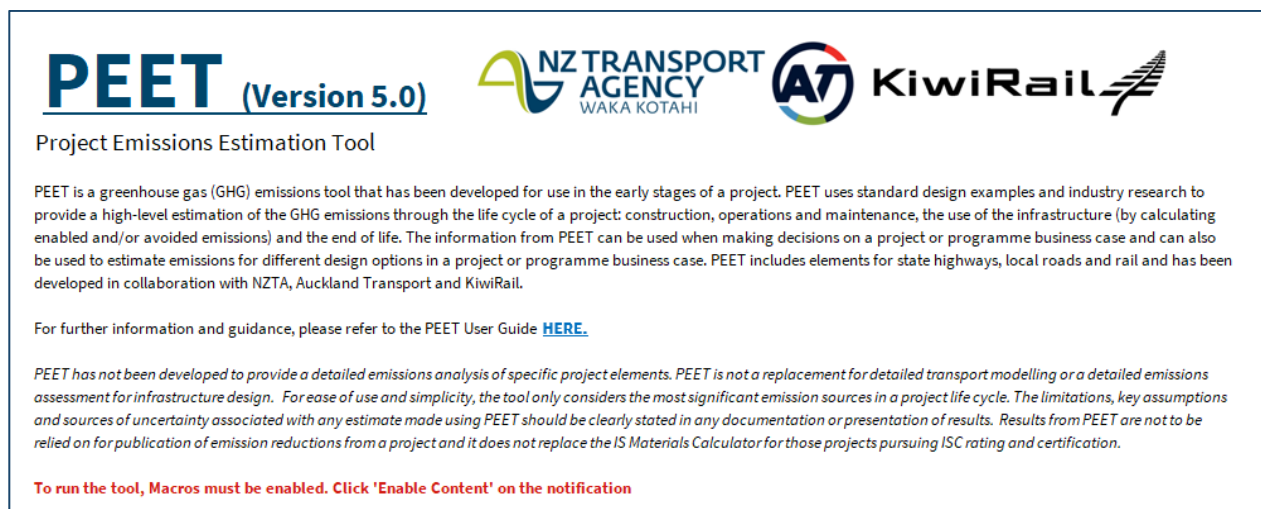 PEET (Version 5.0)
NZ TRANSPORT
AGENCY
WAKA KOTAHI
AT
KiwiRail
Project Emissions Estimation Tool
PEET is a greenhouse gas (GHG) emissions tool that has been developed for use in the early stages of a project. PEET uses standard design examples and industry research to
provide a high-level estimation of the GHG emissions through the life cycle of a project: construction, operations and maintenance, the use of the infrastructure (by calculating
enabled and/or avoided emissions) and the end of life. The information from PEET can be used when making decisions on a project or programme business case and can also
be used to estimate emissions for different design options in a project or programme business case. PEET includes elements for state highways, local roads and rail and has been
developed in collaboration with NZTA, Auckland Transport and KiwiRail.
For further information and guidance, please refer to the PEET User Guide HERE.
PEET has not been developed to provide a detailed emissions analysis of specific project elements. PEET is not a replacement for detailed transport modelling or a detailed emissions
assessment for infrastructure design. For ease of use and simplicity, the tool only considers the most significant emission sources in a project life cycle. The limitations, key assumptions
and sources of uncertainty associated with any estimate made using PEET should be clearly stated in any documentation or presentation of results. Results from PEET are not to be
relied on for publication of emission reductions from a project and it does not replace the IS Materials Calculator for those projects pursuing ISC rating and certification.
To run the tool, Macros must be enabled. Click 'Enable Content' on the notification